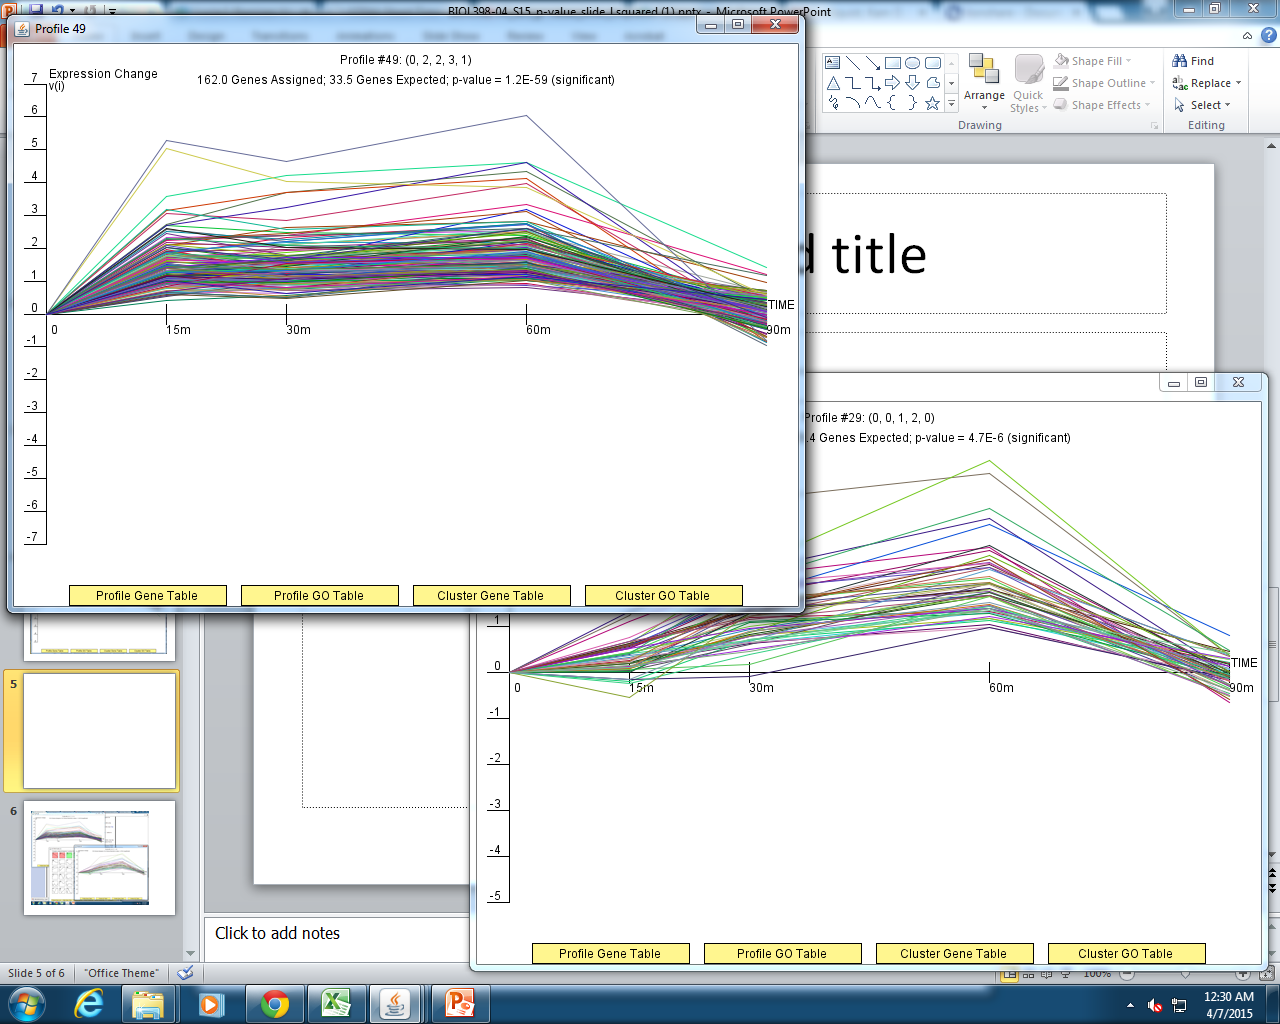 BIOL398-04_S15_p-value_slide_I squared (1).pptx - Microsoft PowerPoint
Profile 49
Profile #49: (0, 2, 2, 3, 1)
162.0 Genes Assigned; 33.5 Genes Expected; p-value = 1.2E-59 (significant)
Expression Change
v(i)
7
6
5
4
3
2
1
0
-1
-2
-3
-4
-5
-6
-7
0
15m
30m
60m
90m
TIME
Profile Gene Table
Profile GO Table
Cluster Gene Table
Cluster GO Table
Arrange
Quick
Styles
Shape Fill
Shape Outline
Shape Effects
Drawing
Find
Replace
Select
Editing
d title
Profile #29: (0, 0, 1, 2, 0)
.4 Genes Expected; p-value = 4.7E-6 (significant)
1
0
-1
-2
-3
-4
-5
0
15m
30m
60m
90m
TIME
Profile Gene Table
Profile GO Table
Cluster Gene Table
Cluster GO Table
5
6
Click to add notes
Slide 5 of 6
"Office Theme"
100%
12:30 AM
4/7/2015